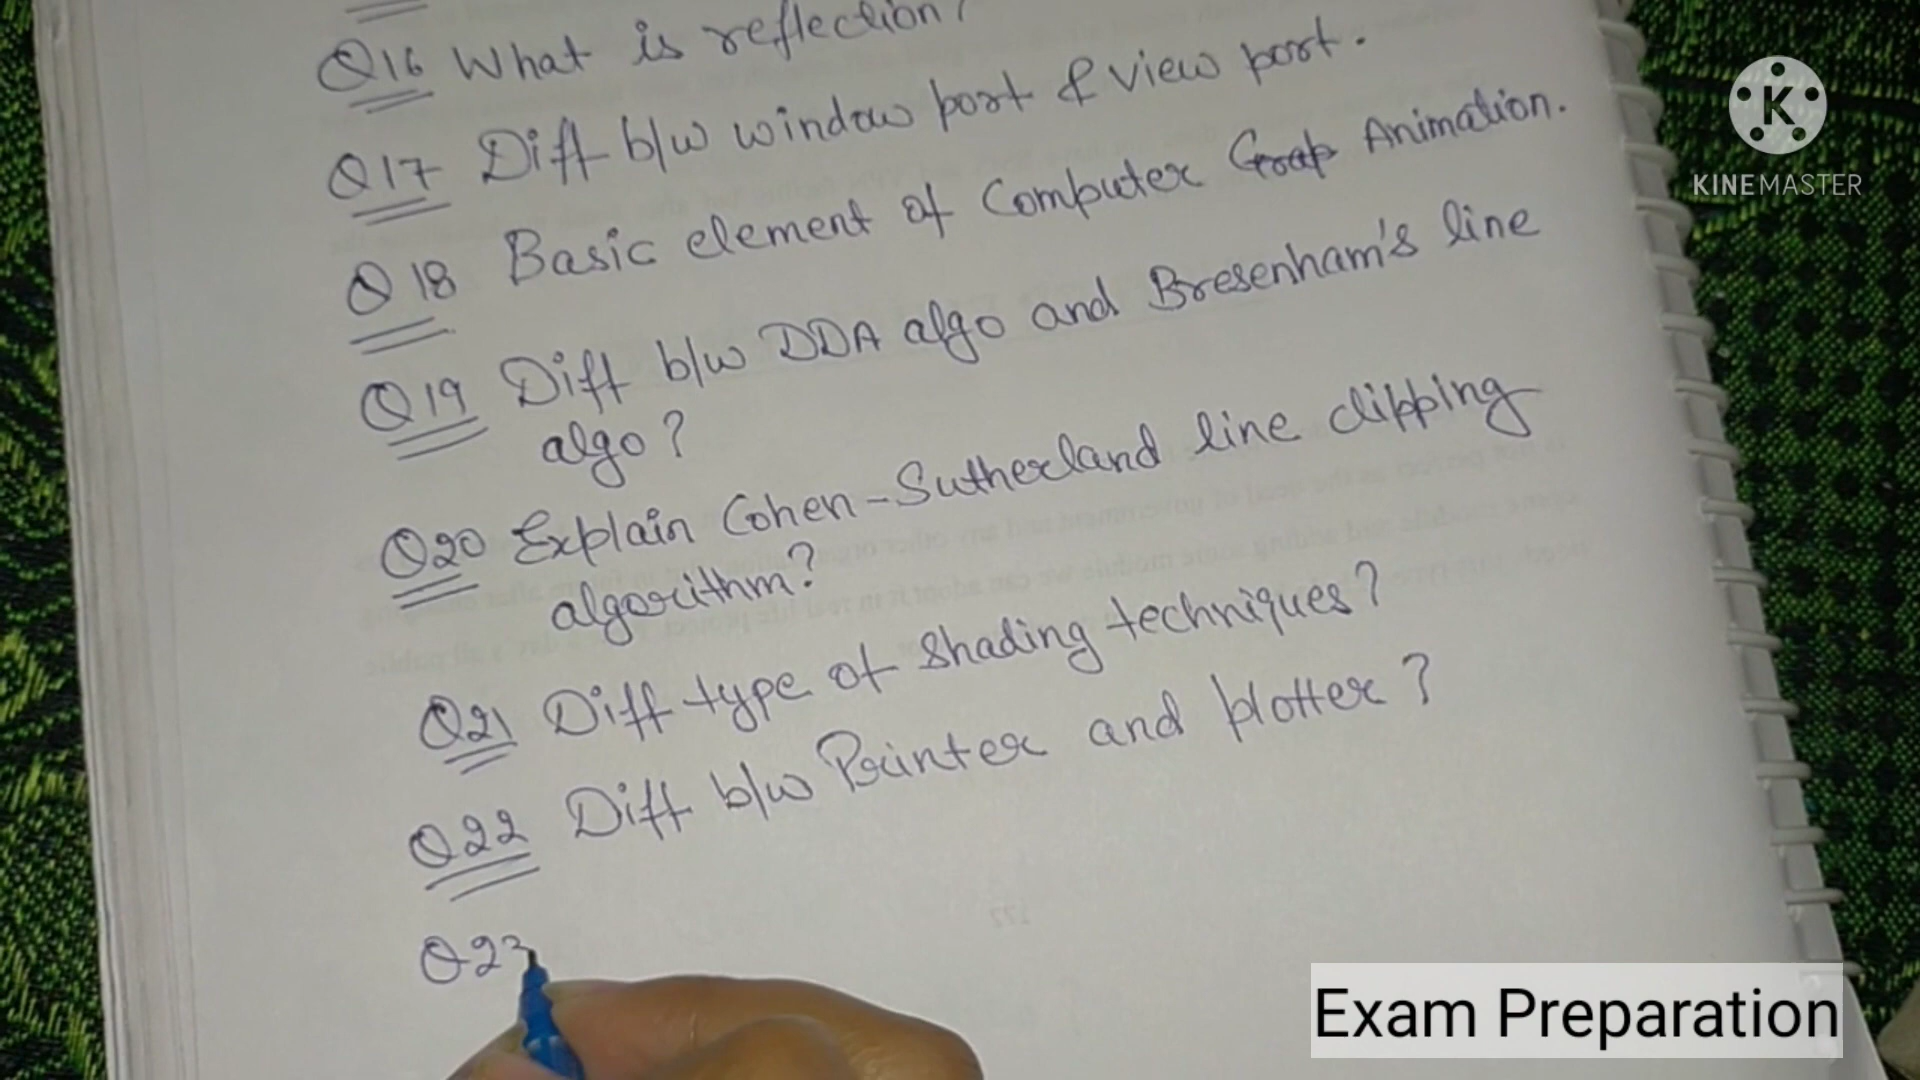 Q16 What is reflection?
Q17 Diff b/w window port & view port.
Q18 Basic element of Computer Grap Animation.
Q19 Diff b/w DDA algo and Bresenham's line
algo?
Q20 Explain Cohen-Sutherland line clipping
algorithm?
Q21 Diff type of shading techniques?
Q22 Diff b/w Printer and plotter?
Q23
K
KINEMASTER
Exam Preparation